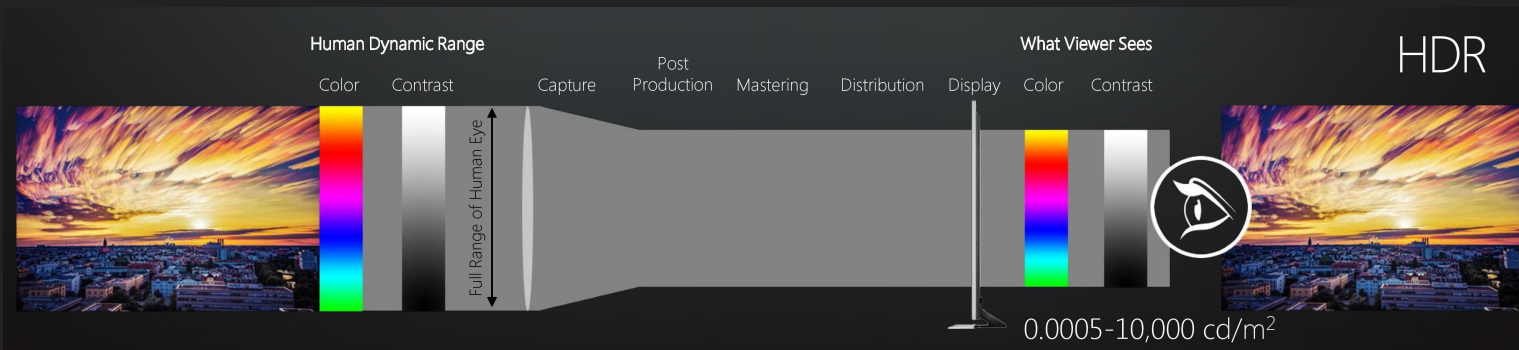 Human Dynamic Range
What Viewer Sees
HDR
Color
Contrast
Capture
Post
Production
Mastering
Distribution
Display
Color
Contrast
Full Range of Human Eye
0.0005-10,000 cd/m²